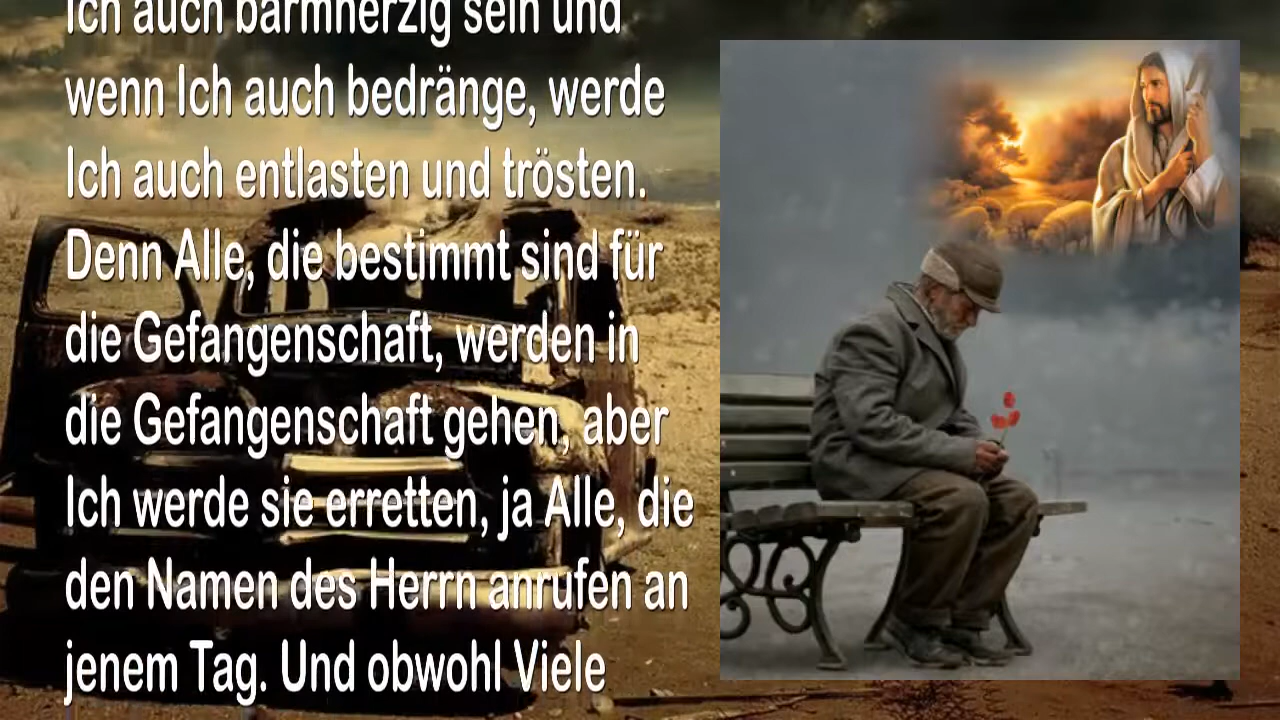 Ich auch barmherzig sein und
wenn Ich auch bedränge, werde
Ich auch entlasten und trösten.
Denn Alle, die bestimmt sind für
die Gefangenschaft, werden in
die Gefangenschaft gehen, aber
Ich werde sie erretten, ja Alle, die
den Namen des Herrn anrufen an
jenem Tag. Und obwohl Viele